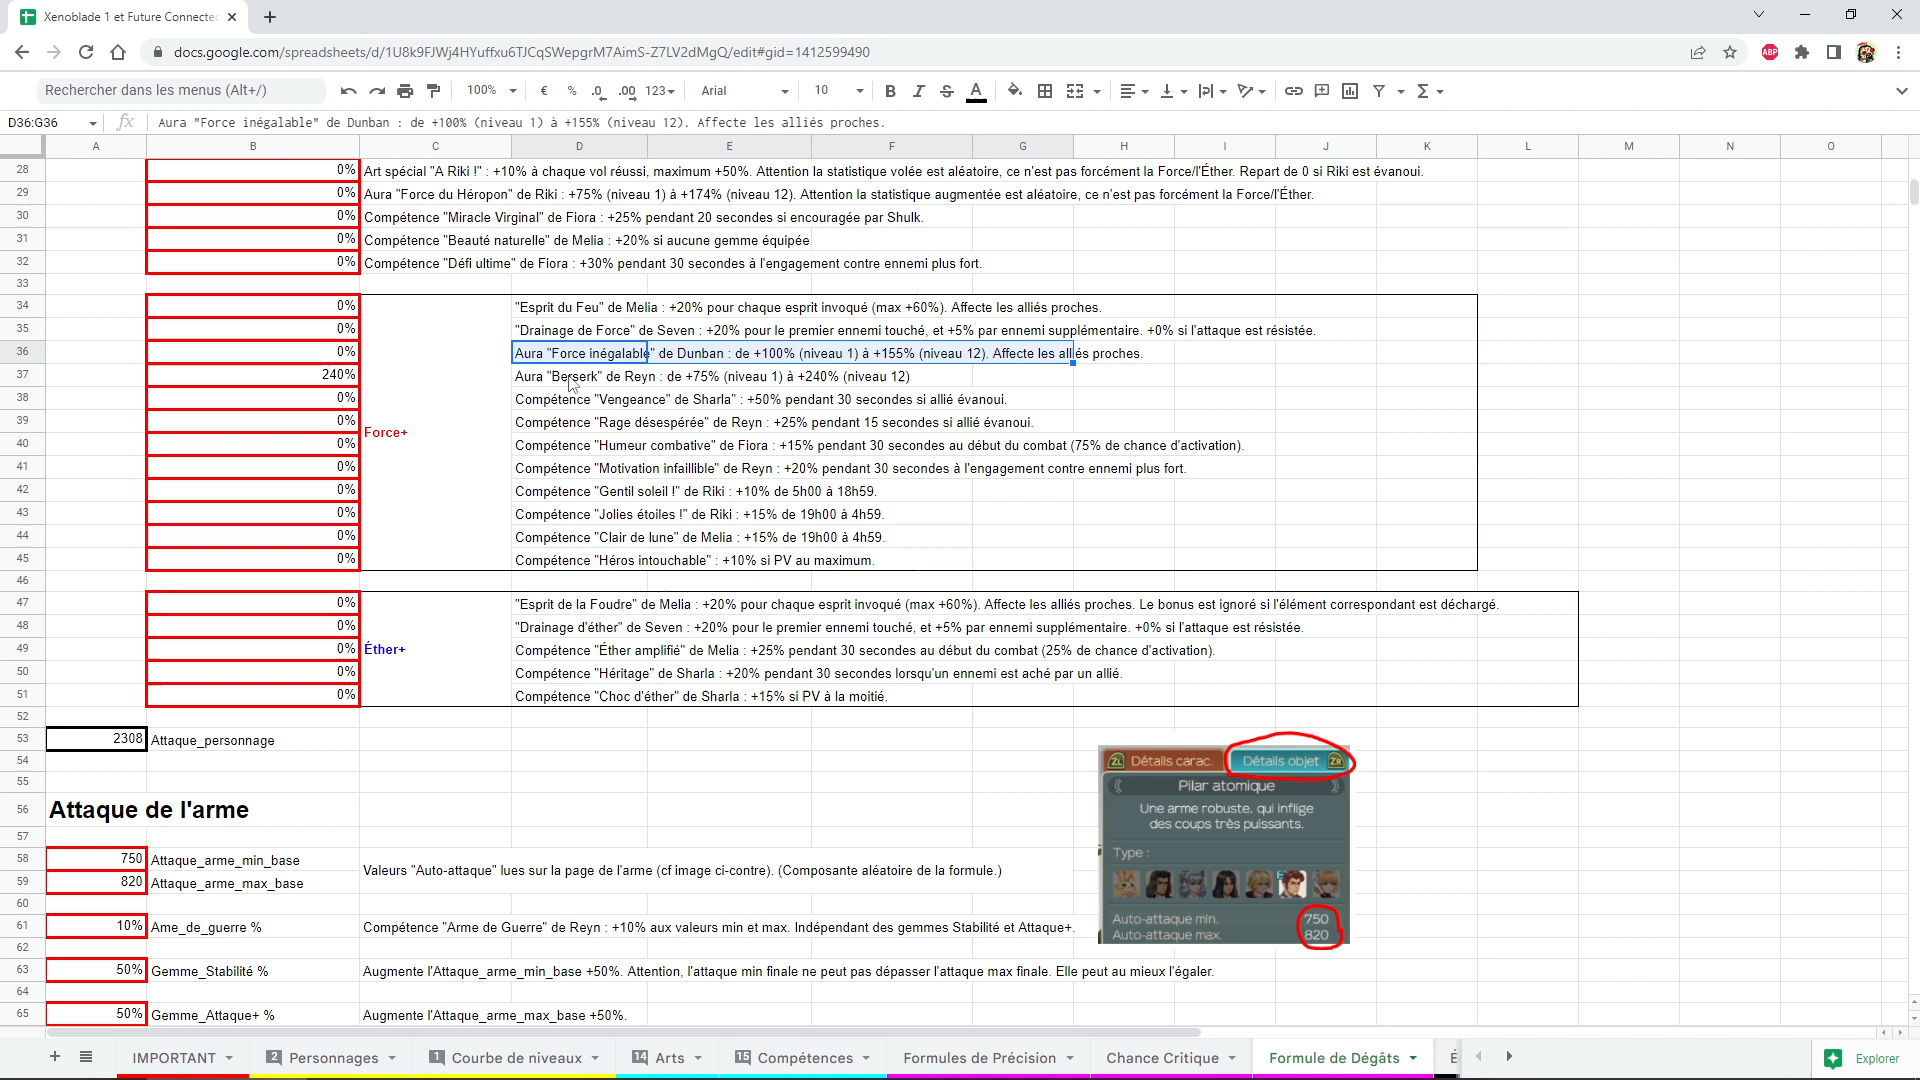 Xenoblade 1 et Future Connecte
docs.google.com/spreadsheets/d/1U8k9FJWj4HYuffxu6TJCqSWepgrM7AimS-Z7LV2dMgQ/edit#gid=1412599490
ABP
Rechercher dans les menus (Alt+/)
100%
€ % .0 .00 123
Arial
10
B I S A
D36:G36
fx
Aura "Force inégalable" de Dunban : de +100% (niveau 1) à +155% (niveau 12). Affecte les alliés proches.
A B C D E F G H I J K L M N O
28 0% Art spécial "A Riki !" : +10% à chaque vol réussi, maximum +50%. Attention la statistique volée est aléatoire, ce n'est pas forcément la Force/l'Éther. Repart de 0 si Riki est évanoui.
29 0% Aura "Force du Héropon" de Riki : +75% (niveau 1) à +174% (niveau 12). Attention la statistique augmentée est aléatoire, ce n'est pas forcément la Force/l'Éther.
30 0% Compétence "Miracle Virginal" de Fiora : +25% pendant 20 secondes si encouragée par Shulk.
31 0% Compétence "Beauté naturelle" de Melia : +20% si aucune gemme équipée
32 0% Compétence "Défi ultime" de Fiora : +30% pendant 30 secondes à l'engagement contre ennemi plus fort.
33
34 0% "Esprit du Feu" de Melia : +20% pour chaque esprit invoqué (max +60%). Affecte les alliés proches.
35 0% "Drainage de Force" de Seven : +20% pour le premier ennemi touché, et +5% par ennemi supplémentaire. +0% si l'attaque est résistée.
36 0% Aura "Force inégalable" de Dunban : de +100% (niveau 1) à +155% (niveau 12). Affecte les alliés proches.
37 240% Aura "Berserk" de Reyn : de +75% (niveau 1) à +240% (niveau 12)
38 0% Compétence "Vengeance" de Sharla" : +50% pendant 30 secondes si allié évanoui.
39 0% Compétence "Rage désespérée" de Reyn : +25% pendant 15 secondes si allié évanoui.
Force+
40 0% Compétence "Humeur combative" de Fiora : +15% pendant 30 secondes au début du combat (75% de chance d'activation).
41 0% Compétence "Motivation infaillible" de Reyn : +20% pendant 30 secondes à l'engagement contre ennemi plus fort.
42 0% Compétence "Gentil soleil !" de Riki : +10% de 5h00 à 18h59.
43 0% Compétence "Jolies étoiles !" de Riki : +15% de 19h00 à 4h59.
44 0% Compétence "Clair de lune" de Melia : +15% de 19h00 à 4h59.
45 0% Compétence "Héros intouchable" : +10% si PV au maximum.
46
47 0% "Esprit de la Foudre" de Melia : +20% pour chaque esprit invoqué (max +60%). Affecte les alliés proches. Le bonus est ignoré si l'élément correspondant est déchargé.
48 0% "Drainage d'éther" de Seven : +20% pour le premier ennemi touché, et +5% par ennemi supplémentaire. +0% si l'attaque est résistée.
49 0% Éther+ Compétence "Éther amplifié" de Melia : +25% pendant 30 secondes au début du combat (25% de chance d'activation).
50 0% Compétence "Héritage" de Sharla : +20% pendant 30 secondes lorsqu'un ennemi est aché par un allié.
51 0% Compétence "Choc d'éther" de Sharla : +15% si PV à la moitié.
52
53 2308 Attaque_personnage
54
55
56 Attaque de l'arme
57
58 750 Attaque_arme_min_base
Valeurs "Auto-attaque" lues sur la page de l'arme (cf image ci-contre). (Composante aléatoire de la formule.)
59 820 Attaque_arme_max_base
60
61 10% Ame_de_guerre % Compétence "Arme de Guerre" de Reyn : +10% aux valeurs min et max. Indépendant des gemmes Stabilité et Attaque+.
62
63 50% Gemme_Stabilité % Augmente l'Attaque_arme_min_base +50%. Attention, l'attaque min finale ne peut pas dépasser l'attaque max finale. Elle peut au mieux l'égaler.
64
65 50% Gemme_Attaque+ % Augmente l'Attaque_arme_max_base +50%.
ZL Détails carac. Détails objet ZR
Pilar atomique
Une arme robuste, qui inflige
des coups très puissants.
Type :
Auto-attaque min. 750
Auto-attaque max. 820
IMPORTANT
2 Personnages
1 Courbe de niveaux
14 Arts
15 Compétences
Formules de Précision
Chance Critique
Formule de Dégâts
Explorer